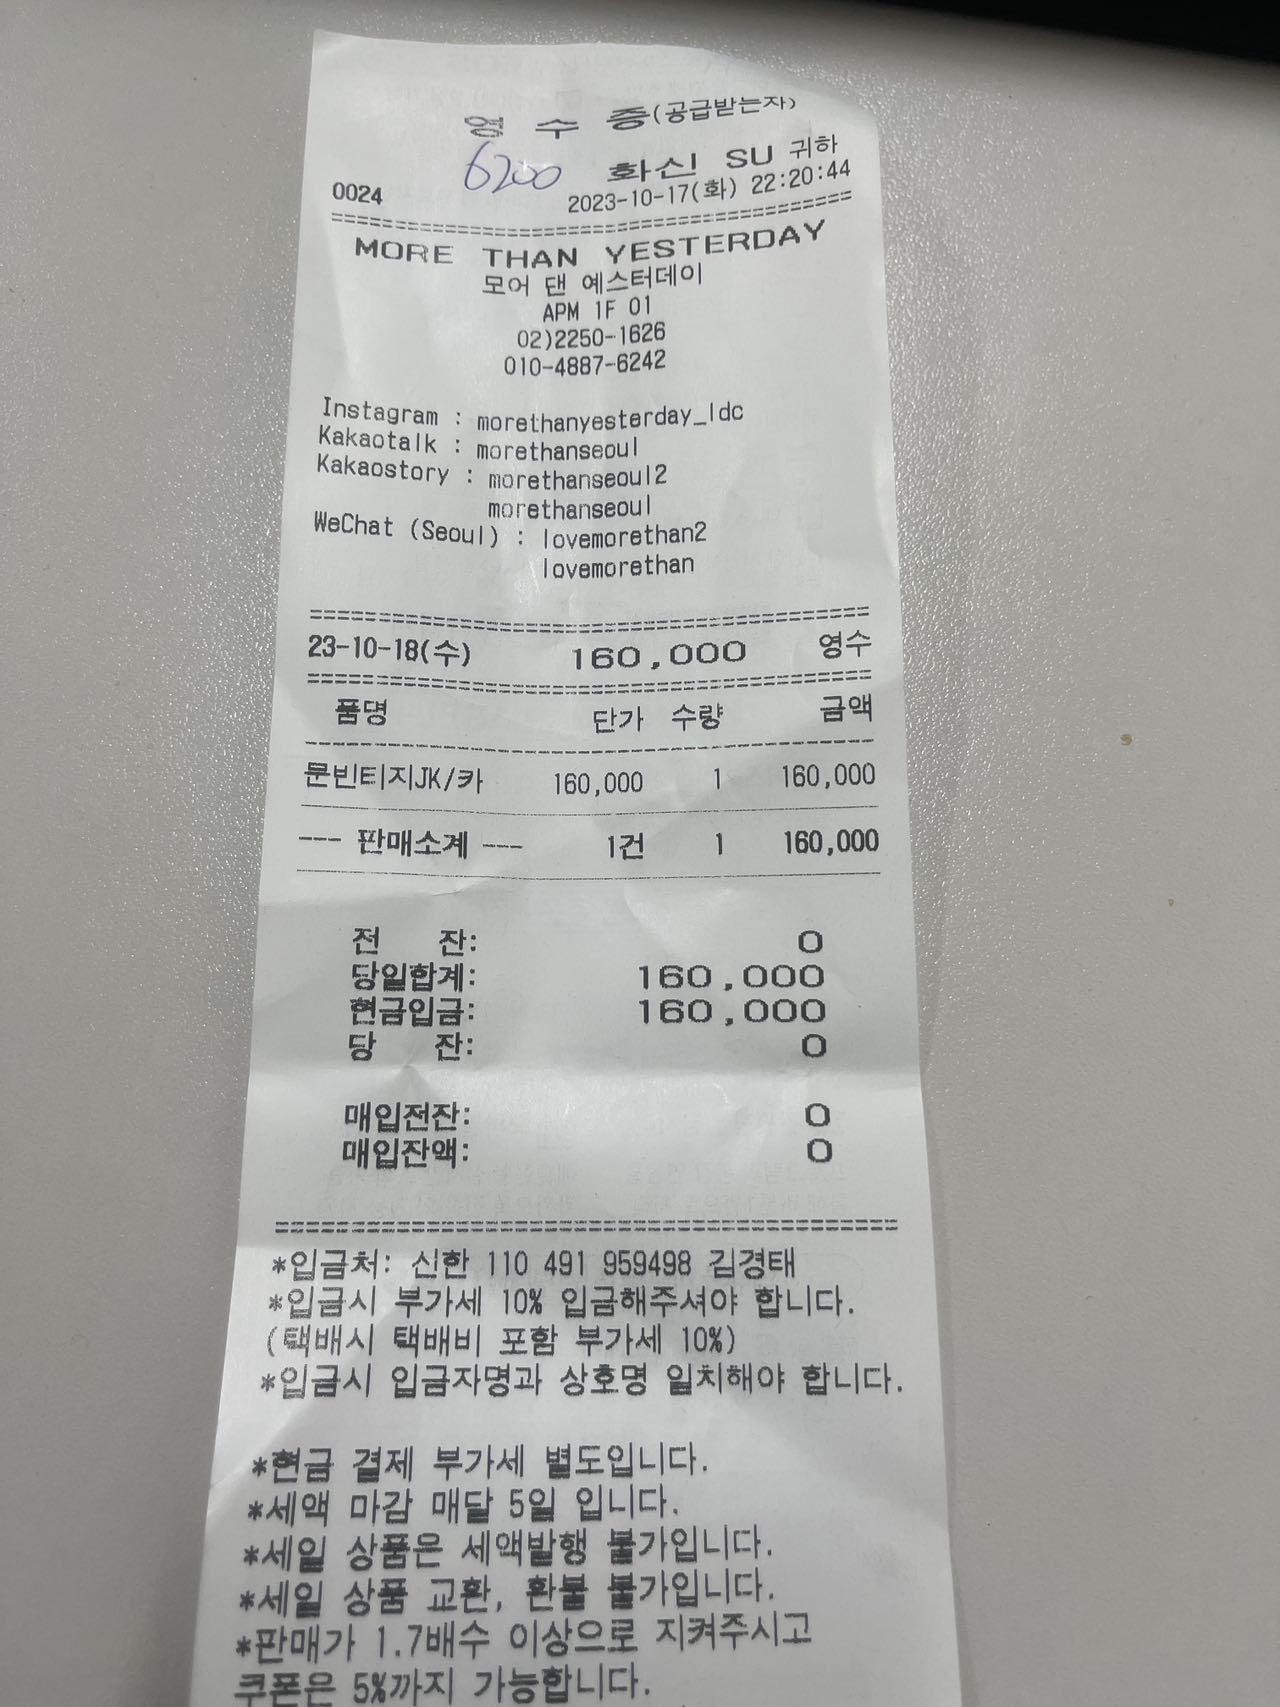 영 수 증(공급받는자)
6200 화신 SU 귀하
0024 2023-10-17(화) 22:20:44
MORE THAN YESTERDAY
모어 댄 예스터데이
APM 1F 01
02)2250-1626
010-4887-6242
Instagram : morethanyesterday_ldc
Kakaotalk : morethanseoul
Kakaostory : morethanseoul2
morethanseoul
WeChat (Seoul) : lovemorethan2
lovemorethan
23-10-18(수) 160,000 영수
품명 단가 수량 금액
문빈티지JK/카 160,000 1 160,000
--- 판매소계 --- 1건 1 160,000
전 잔: 0
당일합계: 160,000
현금입금: 160,000
당 잔: 0
매입전잔: 0
매입잔액: 0
*입금처: 신한 110 491 959498 김경태
*입금시 부가세 10% 입금해주셔야 합니다.
(택배시 택배비 포함 부가세 10%)
*입금시 입금자명과 상호명 일치해야 합니다.
*현금 결제 부가세 별도입니다.
*세액 마감 매달 5일 입니다.
*세일 상품은 세액발행 불가입니다.
*세일 상품 교환, 환불 불가입니다.
*판매가 1.7배수 이상으로 지켜주시고
쿠폰은 5%까지 가능합니다.